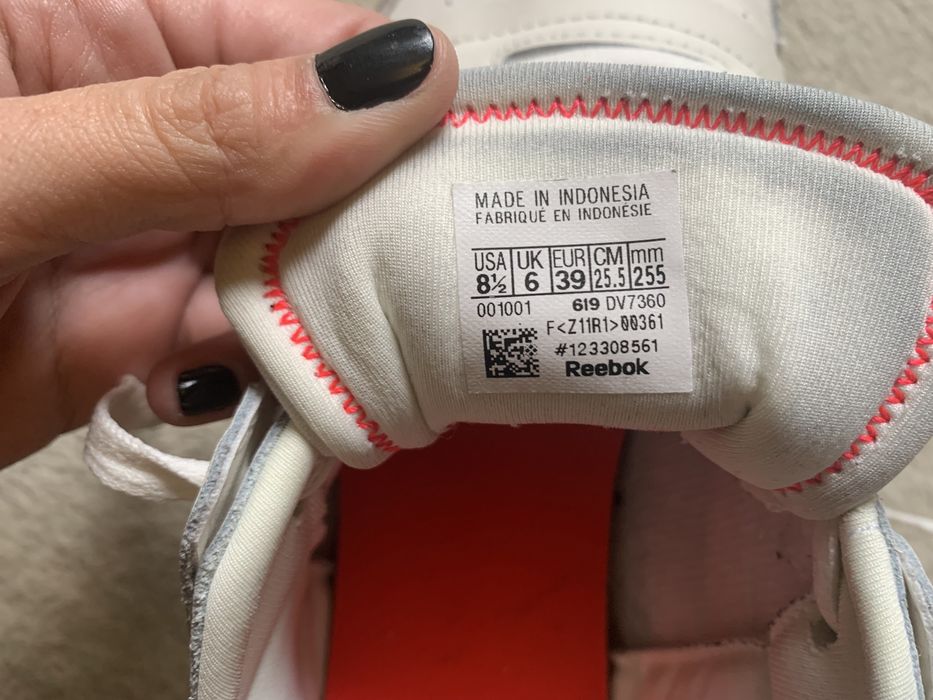 MADE IN INDONESIA
FABRIQUÉ EN INDONÉSIE
USA UK EUR CM mm
8½ 6 39 25.5 255
001001 619 DV7360
F<Z11R1>00361
#123308561
Reebok